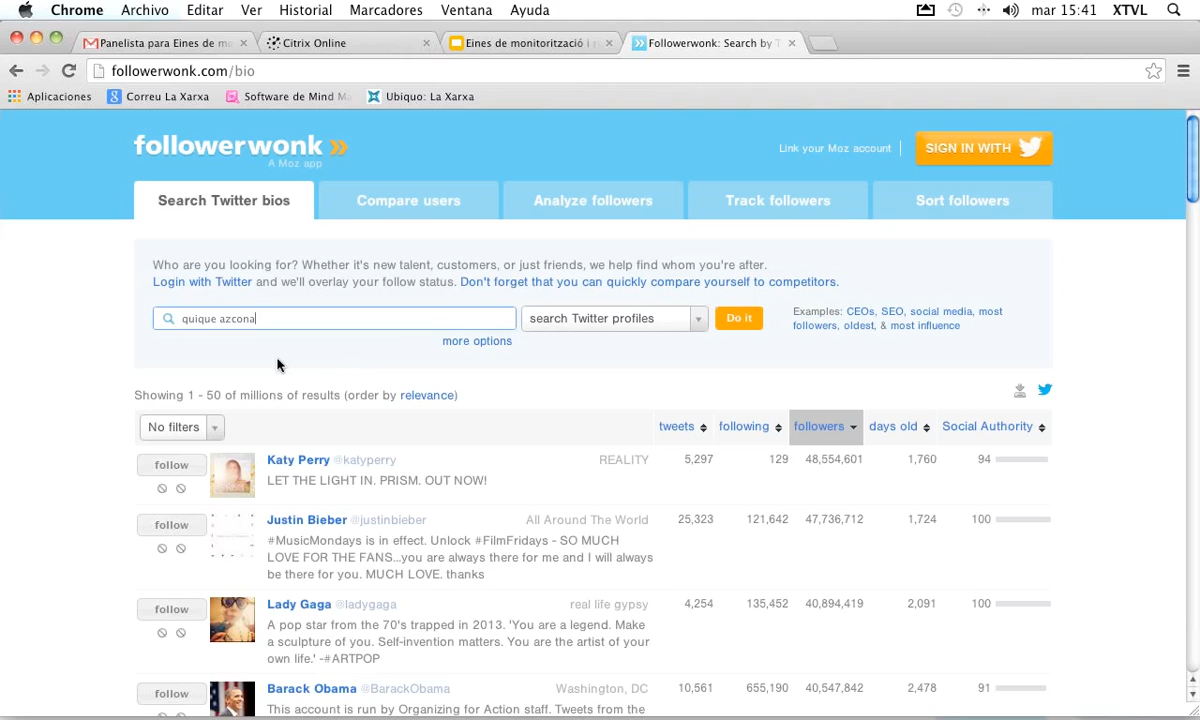 Chrome Archivo Editar Ver Historial Marcadores Ventana Ayuda mar 15:41 XTVL
Panelista para Eines de m Citrix Online Eines de monitorització i Followerwonk: Search by T
followerwonk.com/bio
Aplicaciones Correu La Xarxa Software de Mind M Ubiquo: La Xarxa
followerwonk
A Moz app
Link your Moz account SIGN IN WITH
Search Twitter bios Compare users Analyze followers Track followers Sort followers
Who are you looking for? Whether it's new talent, customers, or just friends, we help find whom you're after.
Login with Twitter and we'll overlay your follow status. Don't forget that you can quickly compare yourself to competitors.
quique azcona search Twitter profiles Do it
Examples: CEOs, SEO, social media, most
followers, oldest, & most influence
more options
Showing 1 - 50 of millions of results (order by relevance)
No filters tweets following followers days old Social Authority
follow Katy Perry @katyperry REALITY 5,297 129 48,554,601 1,760 94
LET THE LIGHT IN. PRISM. OUT NOW!
follow Justin Bieber @justinbieber All Around The World 25,323 121,642 47,736,712 1,724 100
#MusicMondays is in effect. Unlock #FilmFridays - SO MUCH
LOVE FOR THE FANS...you are always there for me and I will always
be there for you. MUCH LOVE. thanks
follow Lady Gaga @ladygaga real life gypsy 4,254 135,452 40,894,419 2,091 100
A pop star from the 70's trapped in 2013. 'You are a legend. Make
a sculpture of you. Self-invention matters. You are the artist of your
own life.' -#ARTPOP
follow Barack Obama @BarackObama Washington, DC 10,561 655,190 40,547,842 2,478 91
This account is run by Organizing for Action staff. Tweets from the